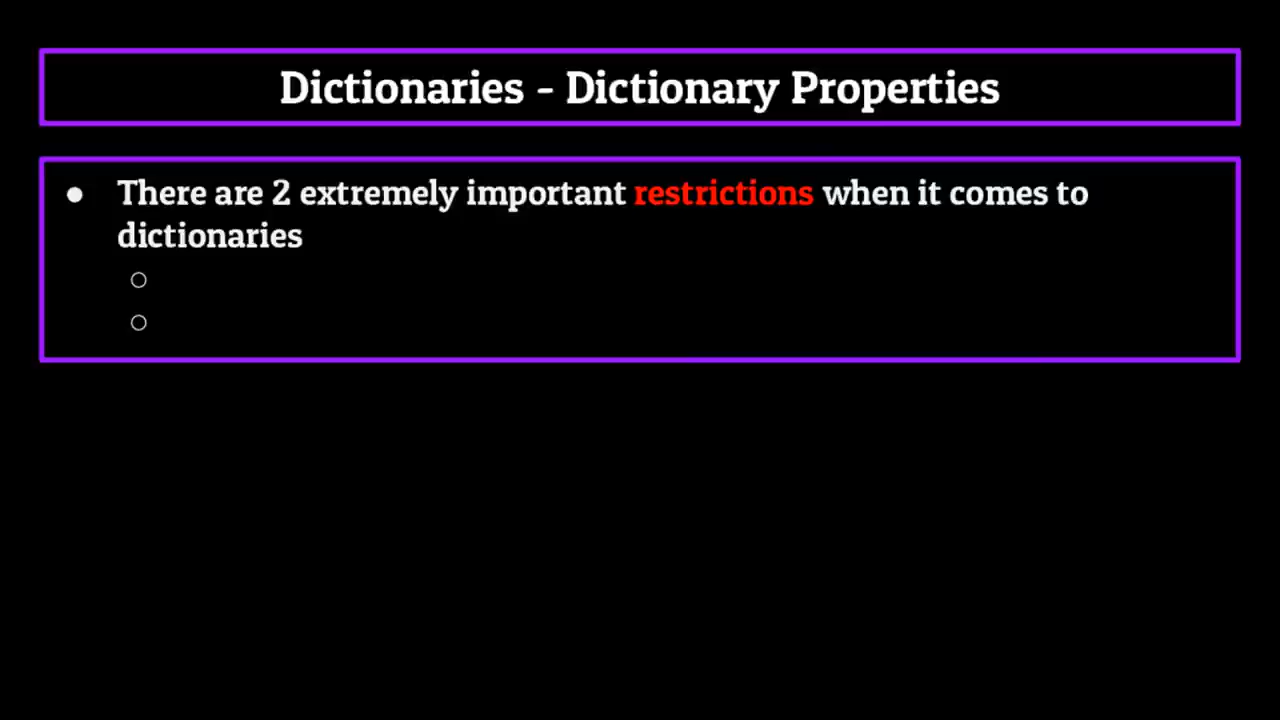 Dictionaries - Dictionary Properties
● There are 2 extremely important restrictions when it comes to
dictionaries
○
○